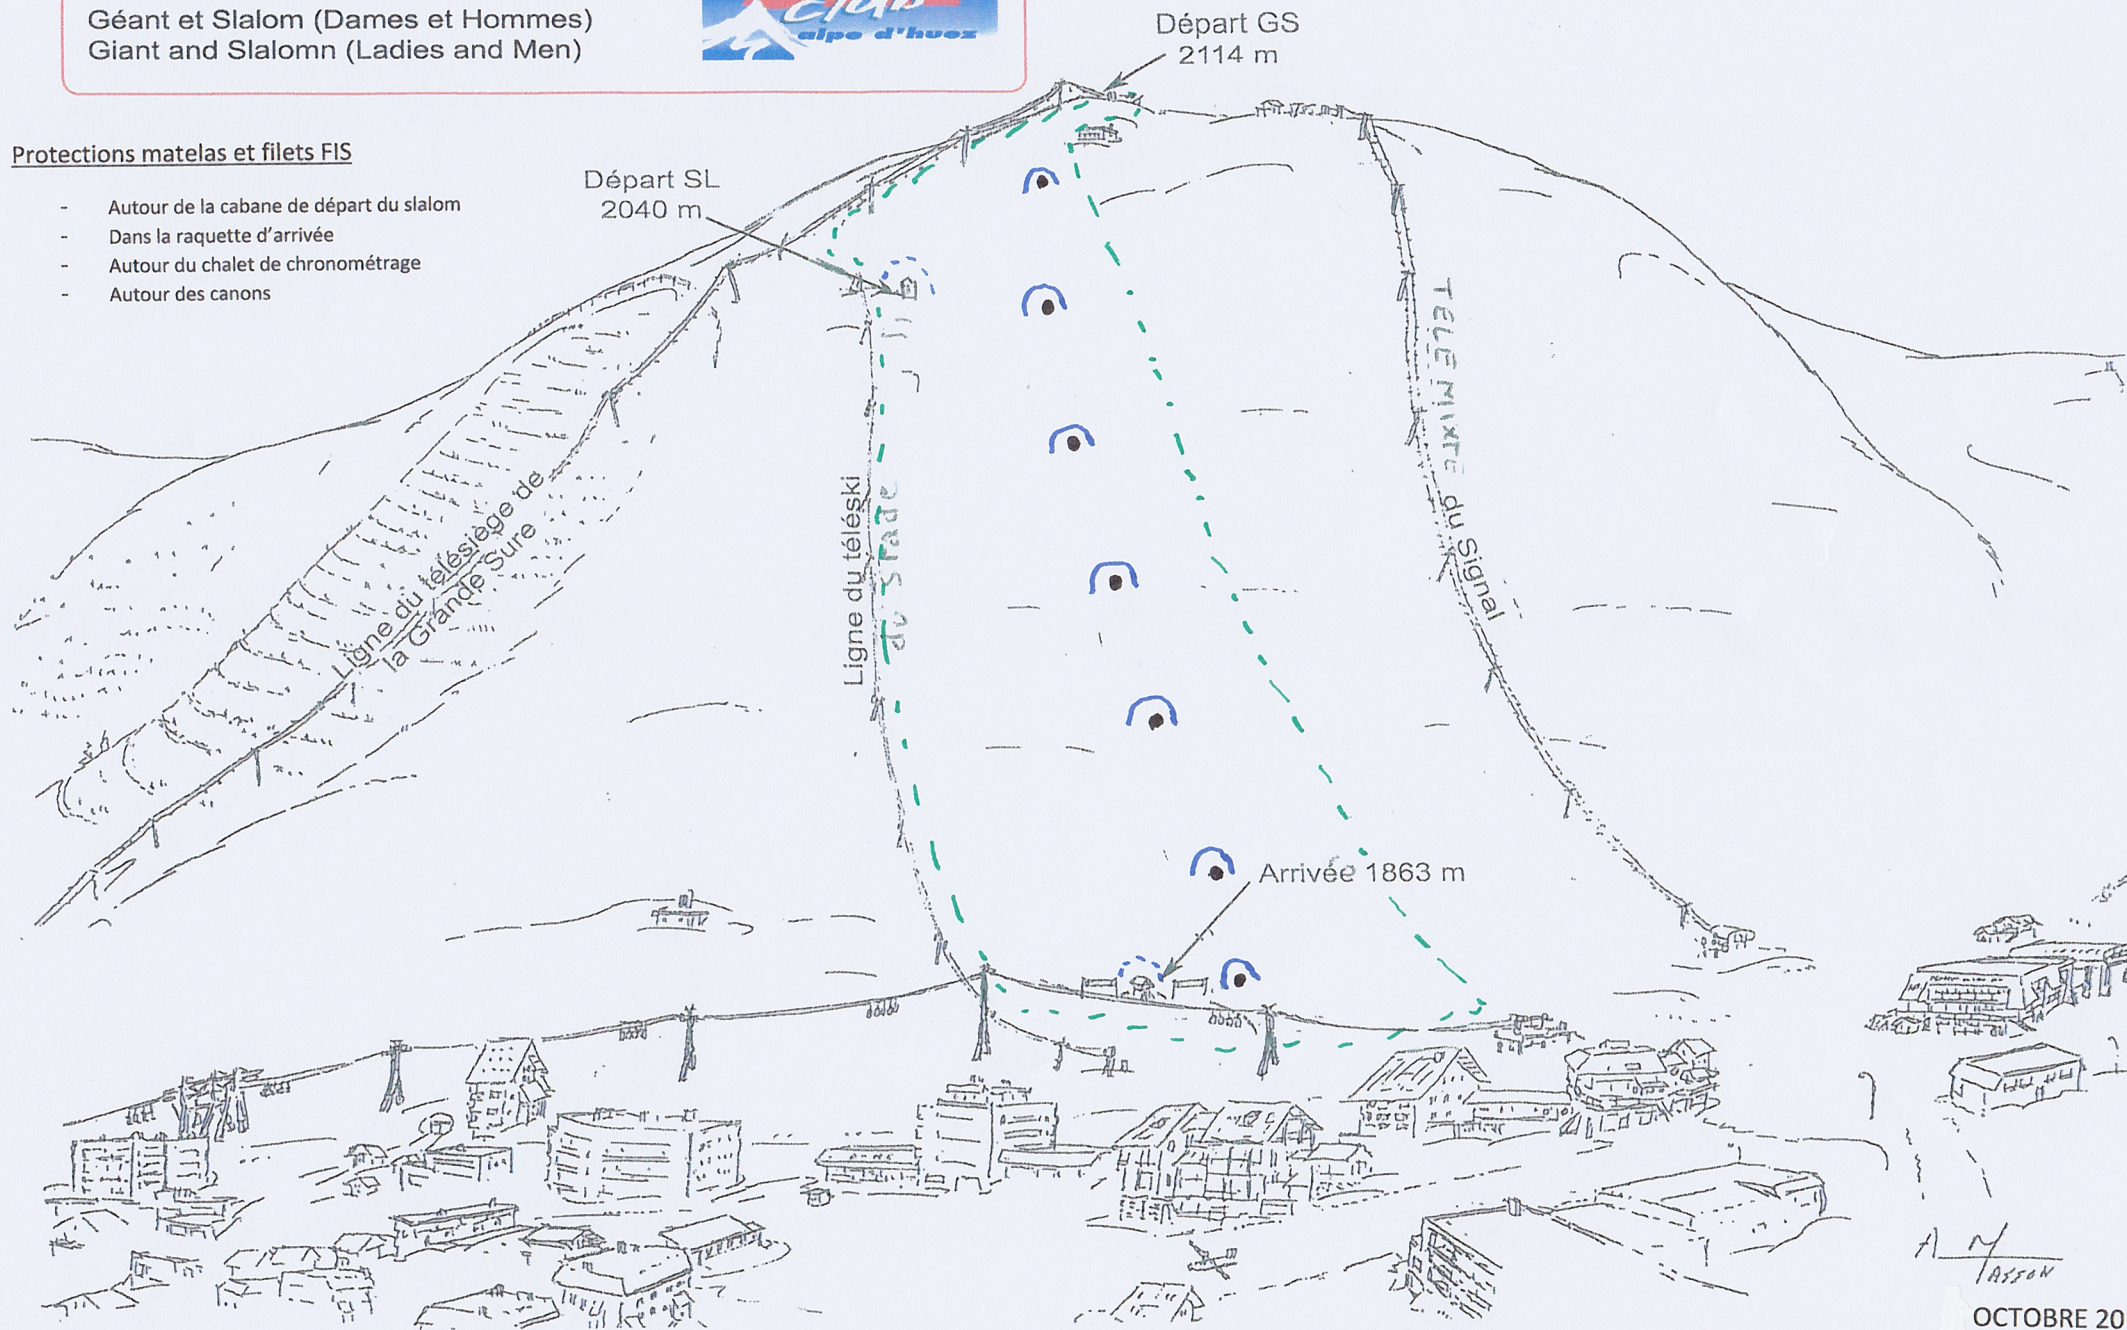 Géant et Slalom (Dames et Hommes)
Giant and Slalomn (Ladies and Men)
club
alpe d'huez
Départ GS
2114 m
Protections matelas et filets FIS
- Autour de la cabane de départ du slalom
- Dans la raquette d'arrivée
- Autour du chalet de chronométrage
- Autour des canons
Départ SL
2040 m
Ligne du télésiège de
la Grande Sure
Ligne du téléski
du STADE
TELEMIXTE du Signal
Arrivée 1863 m
A MASSON
OCTOBRE 20